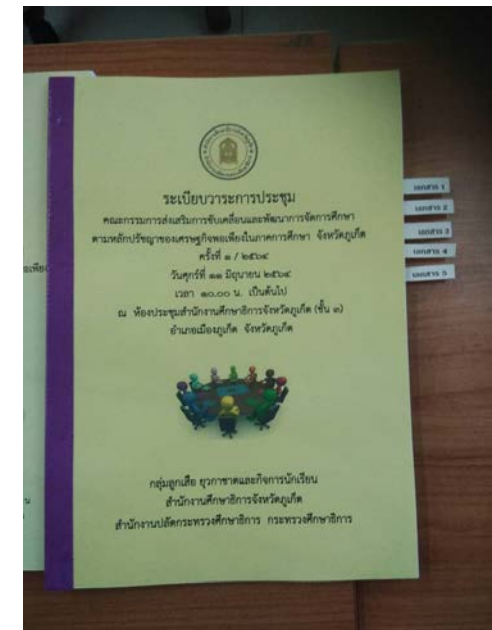 ระเบียบวาระการประชุม
คณะกรรมการส่งเสริมการขับเคลื่อนและพัฒนาการจัดการศึกษา
ตามหลักปรัชญาของเศรษฐกิจพอเพียงในภาคการศึกษา จังหวัดภูเก็ต
ครั้งที่ ๑ / ๒๕๖๔
วันศุกร์ที่ ๑๑ มิถุนายน ๒๕๖๔
เวลา ๑๐.๐๐ น. เป็นต้นไป
ณ ห้องประชุมสำนักงานศึกษาธิการจังหวัดภูเก็ต (ชั้น ๓)
อำเภอเมืองภูเก็ต จังหวัดภูเก็ต
กลุ่มลูกเสือ ยุวกาชาดและกิจการนักเรียน
สำนักงานศึกษาธิการจังหวัดภูเก็ต
สำนักงานปลัดกระทรวงศึกษาธิการ กระทรวงศึกษาธิการ
เอกสาร 1
เอกสาร 2
เอกสาร 3
เอกสาร 4
เอกสาร 5